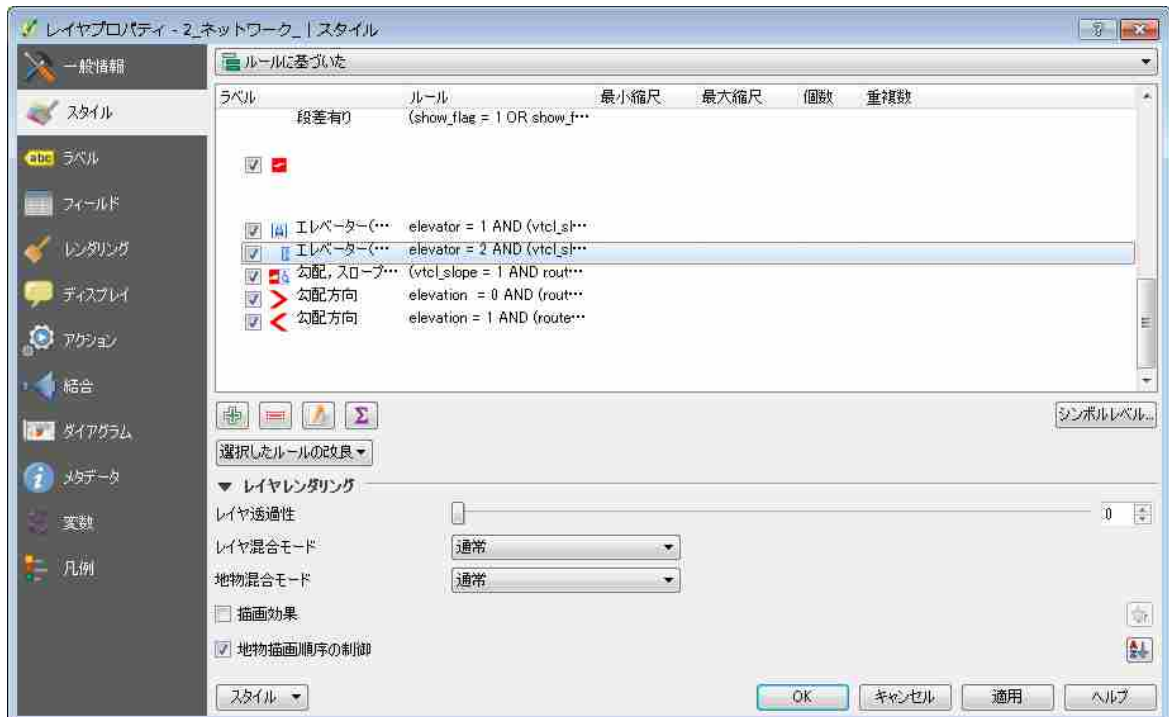 レイヤプロパティ - 2_ネットワーク_ | スタイル
一般情報
スタイル
abc ラベル
フィールド
レンダリング
ディスプレイ
アクション
結合
ダイアグラム
メタデータ
変数
凡例
ルールに基づいた
ラベル ルール 最小縮尺 最大縮尺 個数 重複数
段差有り (show_flag = 1 OR show_f…
エレベーター(… elevator = 1 AND (vtcl_sl…
エレベーター(… elevator = 2 AND (vtcl_sl…
勾配, スロープ… (vtcl_slope = 1 AND rout…
勾配方向 elevation = 0 AND (rout…
勾配方向 elevation = 1 AND (route…
Σ
シンボルレベル...
選択したルールの改良
レイヤレンダリング
レイヤ透過性 0
レイヤ混合モード 通常
地物混合モード 通常
描画効果
地物描画順序の制御
スタイル OK キャンセル 適用 ヘルプ